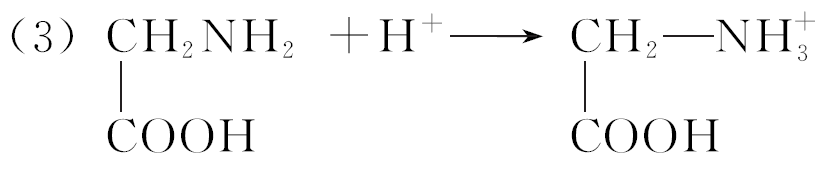 (3) CH₂NH₂ +H⁺⟶CH₂—NH₃⁺
COOH COOH